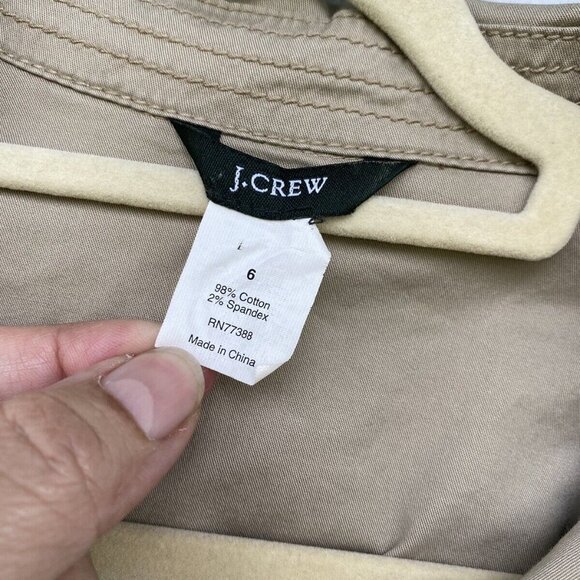 J.CREW
6
98% Cotton
2% Spandex
RN77388
Made in China